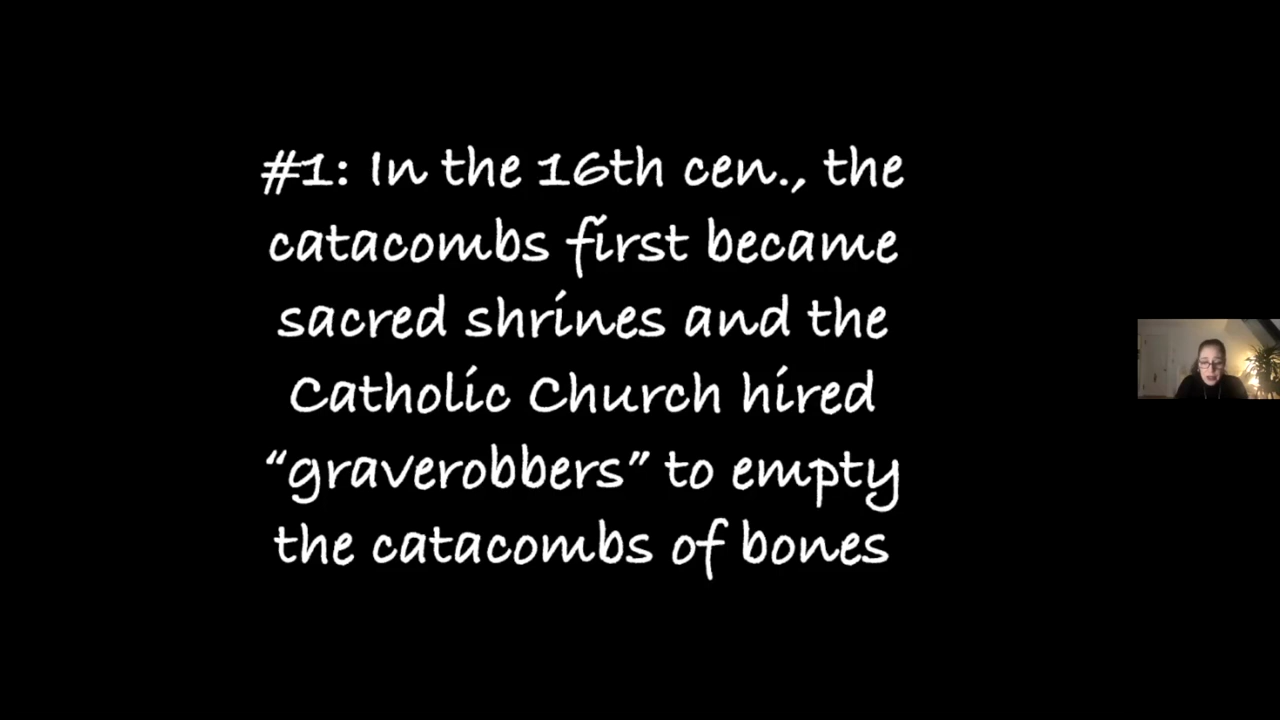 #1: In the 16th cen., the
catacombs first became
sacred shrines and the
Catholic Church hired
“graverobbers” to empty
the catacombs of bones